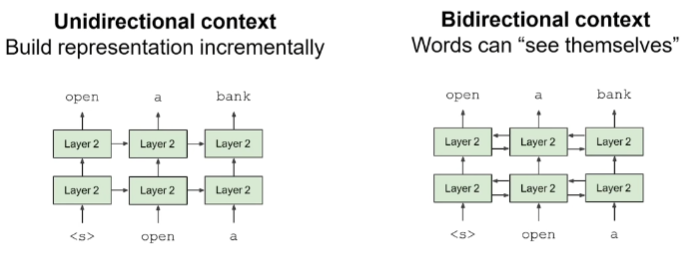 Unidirectional context
Build representation incrementally
open a bank
Layer 2 Layer 2 Layer 2
Layer 2 Layer 2 Layer 2
<s> open a
Bidirectional context
Words can “see themselves”
open a bank
Layer 2 Layer 2 Layer 2
Layer 2 Layer 2 Layer 2
<s> open a